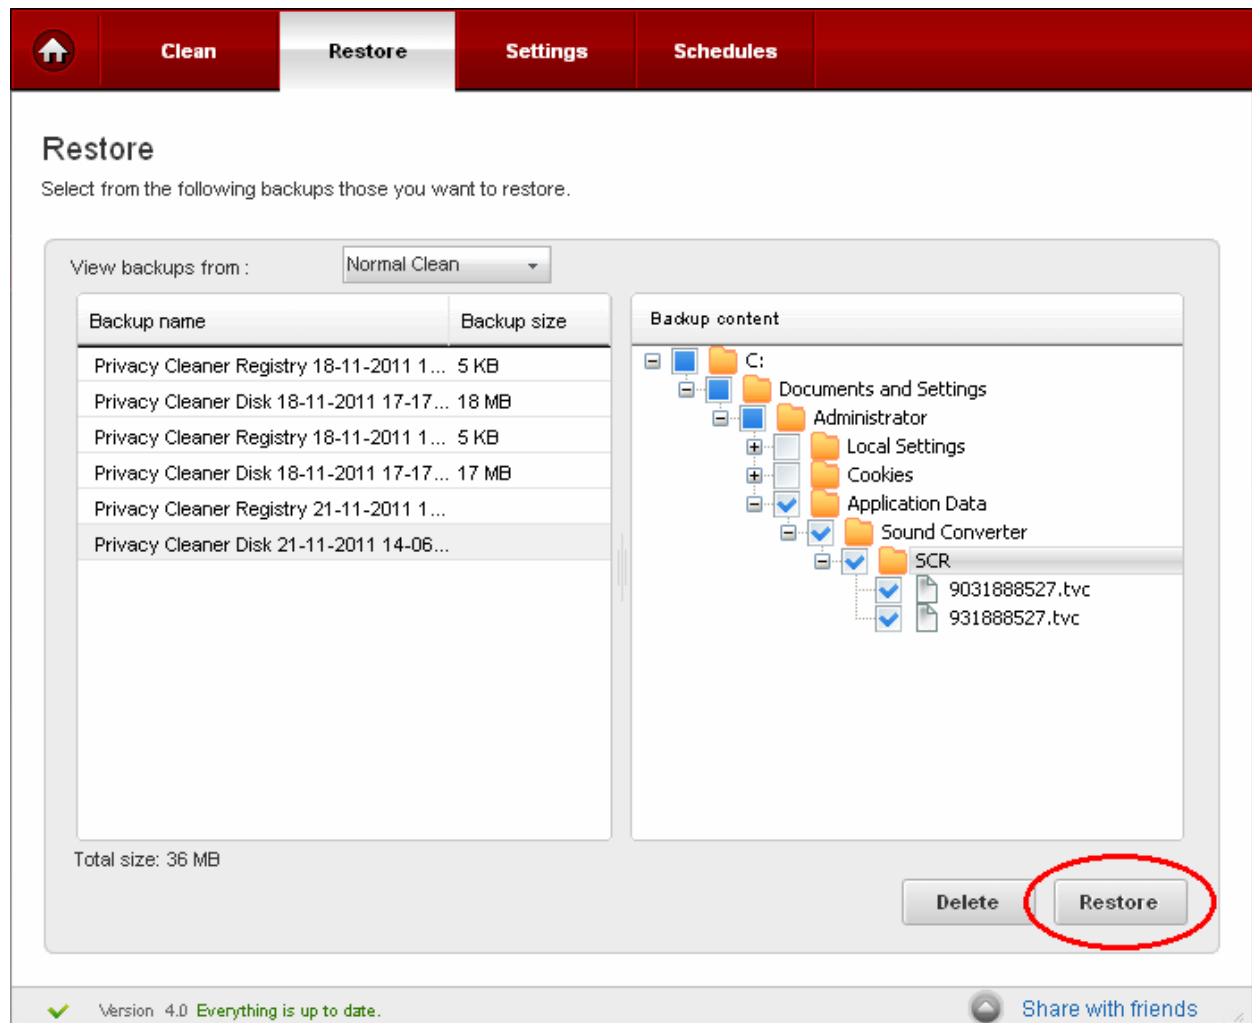 Clean Restore Settings Schedules
Restore
Select from the following backups those you want to restore.
View backups from : Normal Clean
Backup name Backup size
Privacy Cleaner Registry 18-11-2011 1... 5 KB
Privacy Cleaner Disk 18-11-2011 17-17... 18 MB
Privacy Cleaner Registry 18-11-2011 1... 5 KB
Privacy Cleaner Disk 18-11-2011 17-17... 17 MB
Privacy Cleaner Registry 21-11-2011 1...
Privacy Cleaner Disk 21-11-2011 14-06...
Backup content
C:
Documents and Settings
Administrator
Local Settings
Cookies
Application Data
Sound Converter
SCR
9031888527.tvc
931888527.tvc
Total size: 36 MB
Delete Restore
Version 4.0 Everything is up to date.
Share with friends